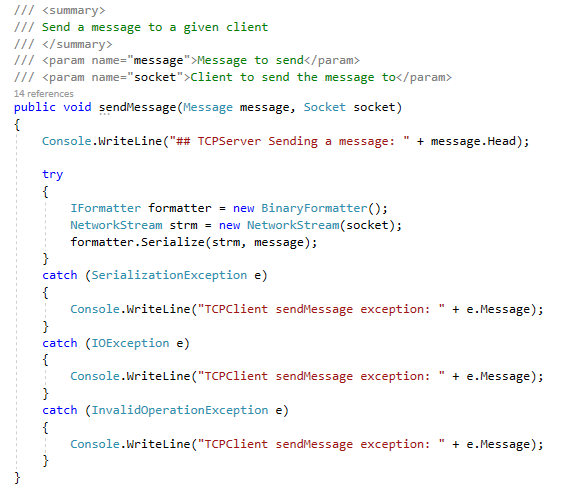 /// <summary>
/// Send a message to a given client
/// </summary>
/// <param name="message">Message to send</param>
/// <param name="socket">Client to send the message to</param>
14 references
public void sendMessage(Message message, Socket socket)
{
    Console.WriteLine("## TCPServer Sending a message: " + message.Head);

    try
    {
        IFormatter formatter = new BinaryFormatter();
        NetworkStream strm = new NetworkStream(socket);
        formatter.Serialize(strm, message);
    }
    catch (SerializationException e)
    {
        Console.WriteLine("TCPClient sendMessage exception: " + e.Message);
    }
    catch (IOException e)
    {
        Console.WriteLine("TCPClient sendMessage exception: " + e.Message);
    }
    catch (InvalidOperationException e)
    {
        Console.WriteLine("TCPClient sendMessage exception: " + e.Message);
    }
}